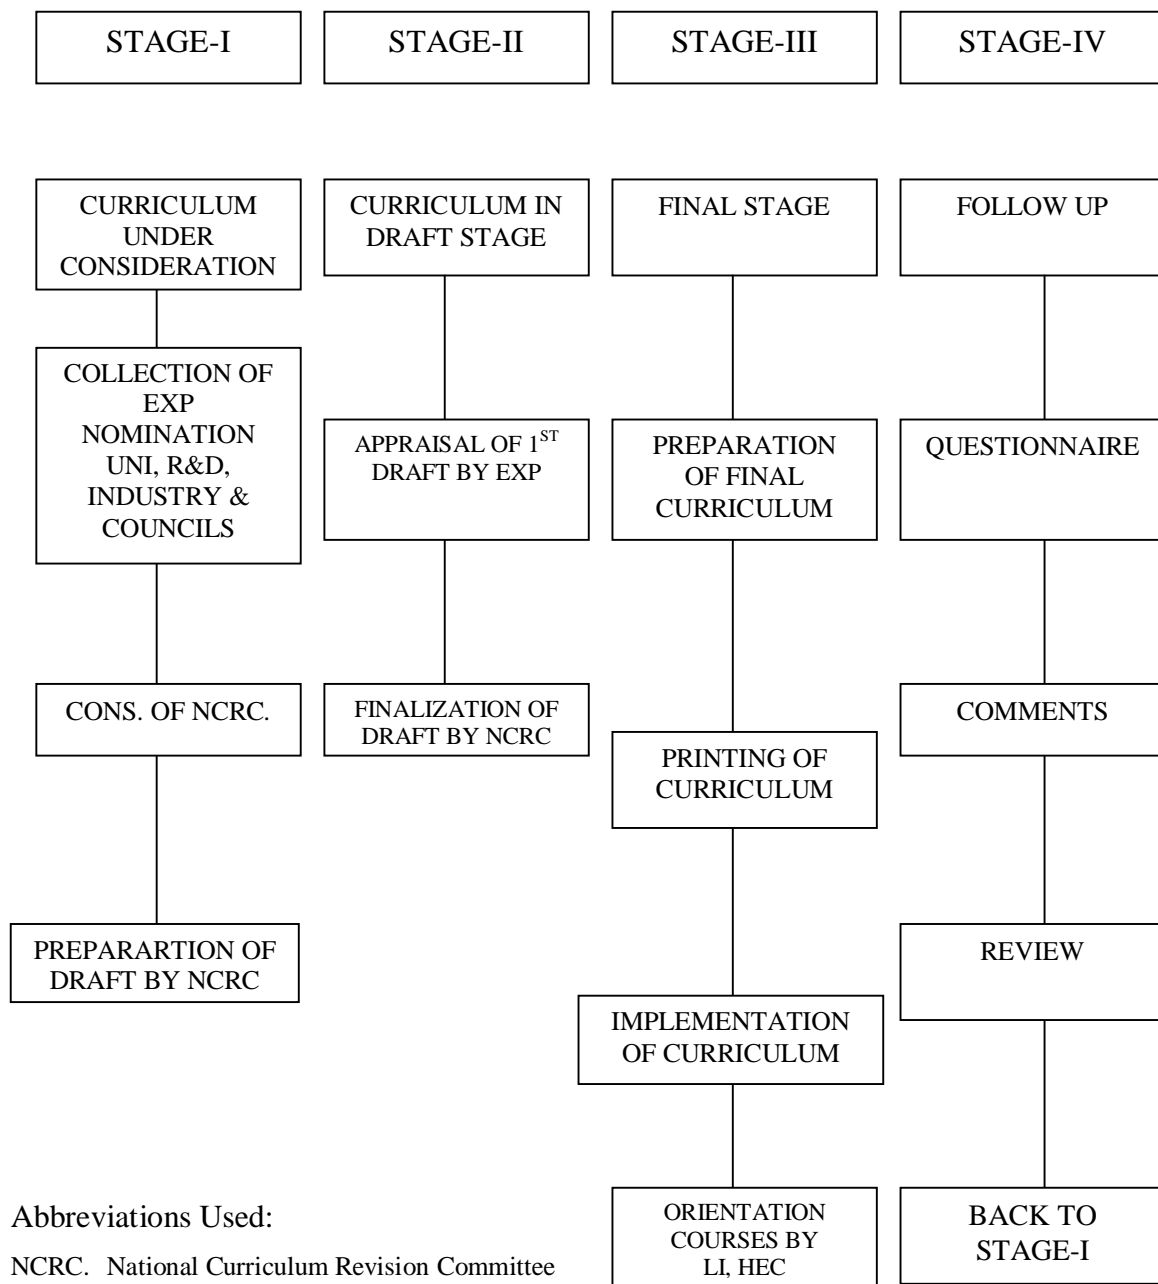 STAGE-I
STAGE-II
STAGE-III
STAGE-IV
CURRICULUM
UNDER
CONSIDERATION
COLLECTION OF
EXP
NOMINATION
UNI, R&D,
INDUSTRY &
COUNCILS
CONS. OF NCRC.
PREPARARTION OF
DRAFT BY NCRC
CURRICULUM IN
DRAFT STAGE
APPRAISAL OF 1ST
DRAFT BY EXP
FINALIZATION OF
DRAFT BY NCRC
FINAL STAGE
PREPARATION
OF FINAL
CURRICULUM
PRINTING OF
CURRICULUM
IMPLEMENTATION
OF CURRICULUM
ORIENTATION
COURSES BY
LI, HEC
FOLLOW UP
QUESTIONNAIRE
COMMENTS
REVIEW
BACK TO
STAGE-I
Abbreviations Used:
NCRC. National Curriculum Revision Committee